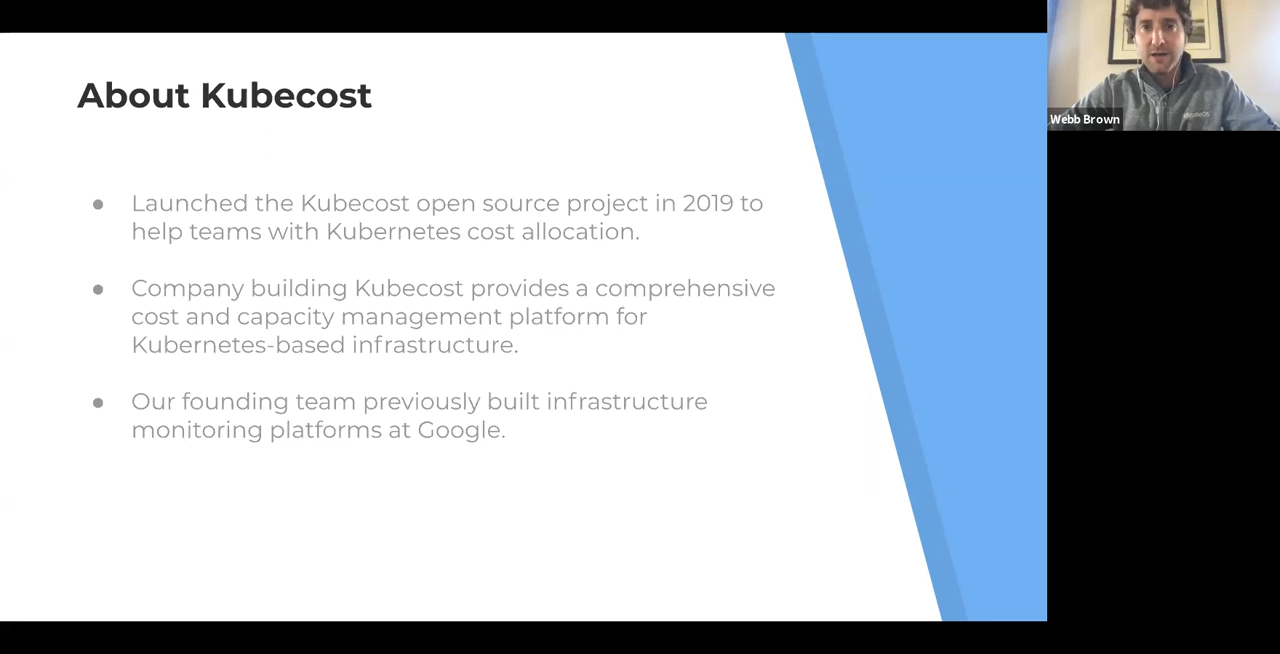 About Kubecost
● Launched the Kubecost open source project in 2019 to
help teams with Kubernetes cost allocation.
● Company building Kubecost provides a comprehensive
cost and capacity management platform for
Kubernetes-based infrastructure.
● Our founding team previously built infrastructure
monitoring platforms at Google.
Webb Brown